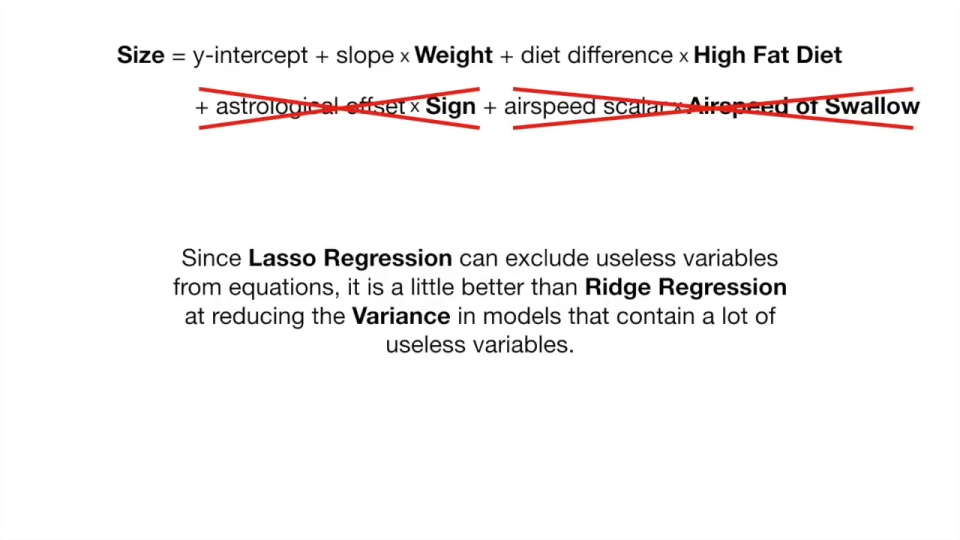 Size = y-intercept + slope x Weight + diet difference x High Fat Diet
+ astrological offset x Sign + airspeed scalar x Airspeed of Swallow
Since Lasso Regression can exclude useless variables
from equations, it is a little better than Ridge Regression
at reducing the Variance in models that contain a lot of
useless variables.